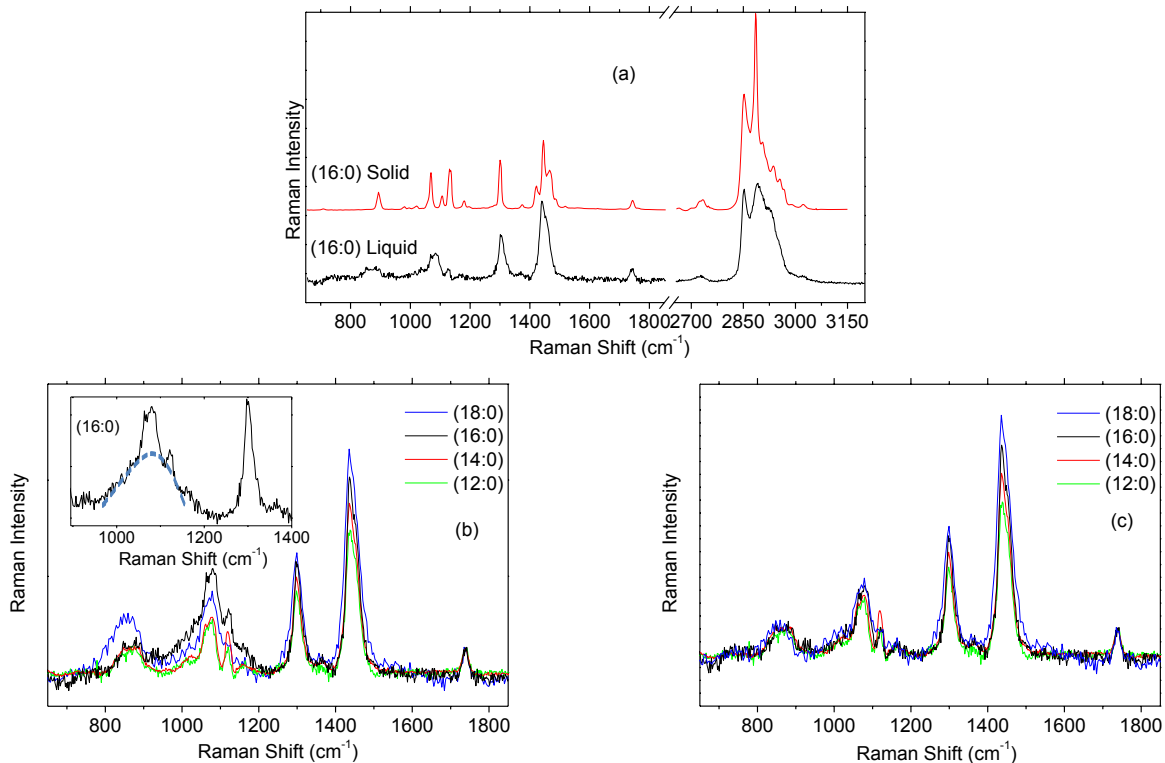 (a)
Raman Intensity
(16:0) Solid
(16:0) Liquid
800 1000 1200 1400 1600 1800 2700 2850 3000 3150
Raman Shift (cm-1)
Raman Intensity
(16:0)
1000 1200 1400
Raman Shift (cm-1)
(18:0)
(16:0)
(14:0)
(12:0)
(b)
800 1000 1200 1400 1600 1800
Raman Shift (cm-1)
Raman Intensity
(18:0)
(16:0)
(14:0)
(12:0)
(c)
800 1000 1200 1400 1600 1800
Raman Shift (cm-1)